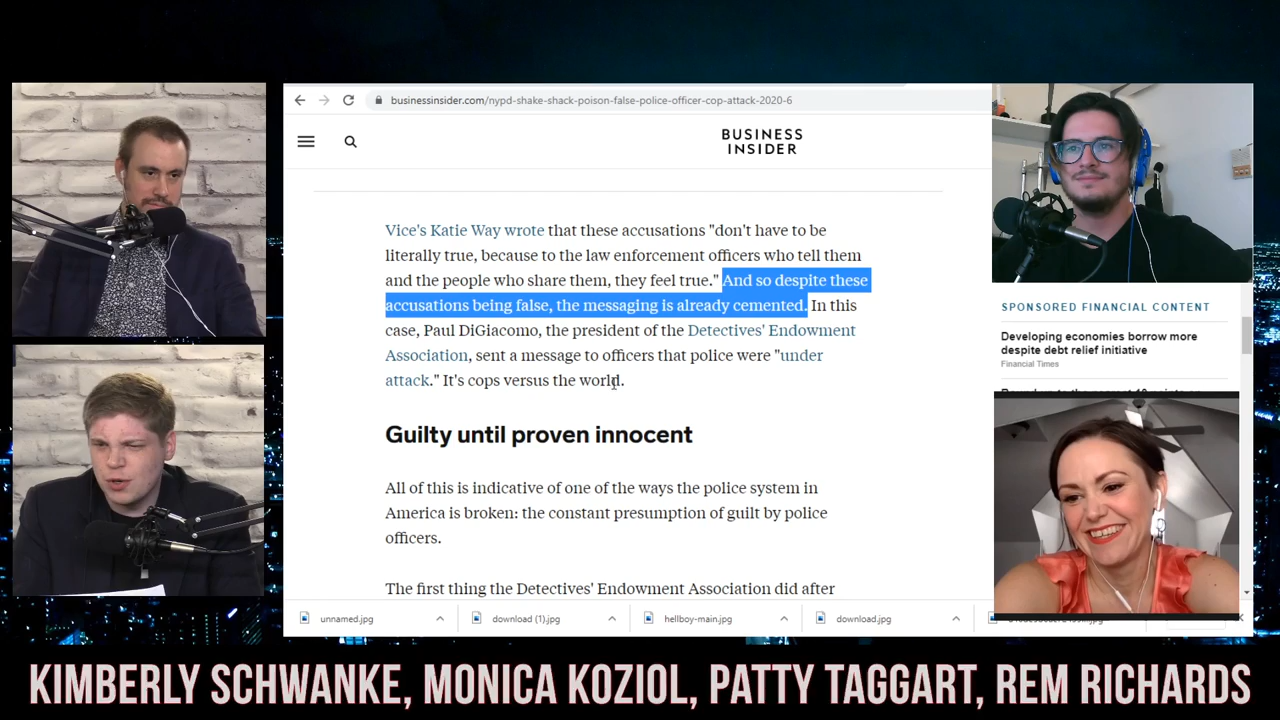 businessinsider.com/nypd-shake-shack-poison-false-police-officer-cop-attack-2020-6
BUSINESS
INSIDER
Vice's Katie Way wrote that these accusations "don't have to be
literally true, because to the law enforcement officers who tell them
and the people who share them, they feel true." And so despite these
accusations being false, the messaging is already cemented. In this
case, Paul DiGiacomo, the president of the Detectives' Endowment
Association, sent a message to officers that police were "under
attack." It's cops versus the world.
Guilty until proven innocent
All of this is indicative of one of the ways the police system in
America is broken: the constant presumption of guilt by police
officers.
The first thing the Detectives' Endowment Association did after
SPONSORED FINANCIAL CONTENT
Developing economies borrow more
despite debt relief initiative
Financial Times
unnamed.jpg
download (1).jpg
hellboy-main.jpg
download.jpg
KIMBERLY SCHWANKE, MONICA KOZIOL, PATTY TAGGART, REM RICHARDS